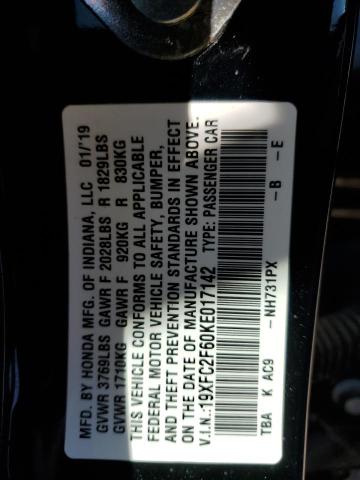 MFD. BY HONDA MFG. OF INDIANA, LLC 01/'19
GVWR 3769LBS GAWR F 2028LBS R 1829LBS
GVWR 1710KG GAWR F 920KG R 830KG
THIS VEHICLE CONFORMS TO ALL APPLICABLE
FEDERAL MOTOR VEHICLE SAFETY, BUMPER,
AND THEFT PREVENTION STANDARDS IN EFFECT
ON THE DATE OF MANUFACTURE SHOWN ABOVE.
V.I.N.:19XFC2F60KE017142 TYPE: PASSENGER CAR
TBA K AC9 -NH731PX -B -E